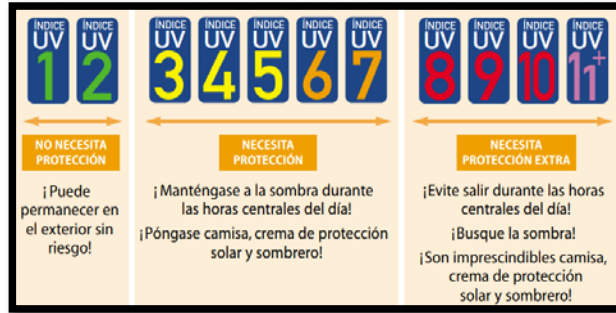 ÍNDICE
UV
1
ÍNDICE
UV
2
NO NECESITA
PROTECCIÓN
¡Puede
permanecer en
el exterior sin
riesgo!
ÍNDICE
UV
3
ÍNDICE
UV
4
ÍNDICE
UV
5
ÍNDICE
UV
6
ÍNDICE
UV
7
NECESITA
PROTECCIÓN
¡Manténgase a la sombra durante
las horas centrales del día!
¡Póngase camisa, crema de protección
solar y sombrero!
ÍNDICE
UV
8
ÍNDICE
UV
9
ÍNDICE
UV
10
ÍNDICE
UV
11+
NECESITA
PROTECCIÓN EXTRA
¡Evite salir durante las horas
centrales del día!
¡Busque la sombra!
¡Son imprescindibles camisa,
crema de protección
solar y sombrero!